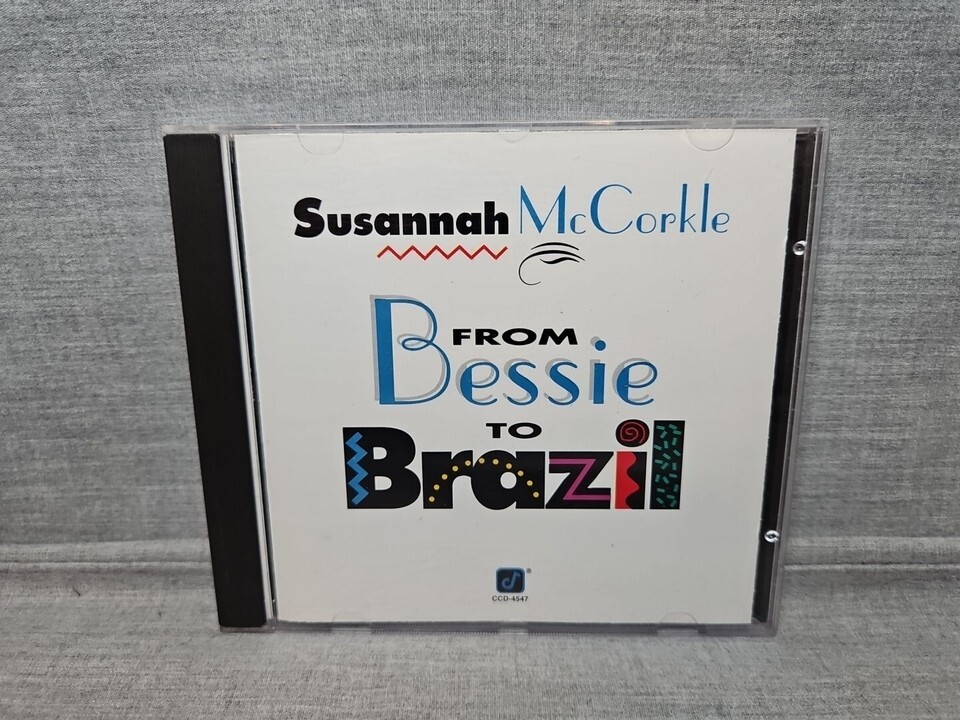 Susannah McCorkle
FROM
Bessie
TO
Brazil
®
CCD-4547